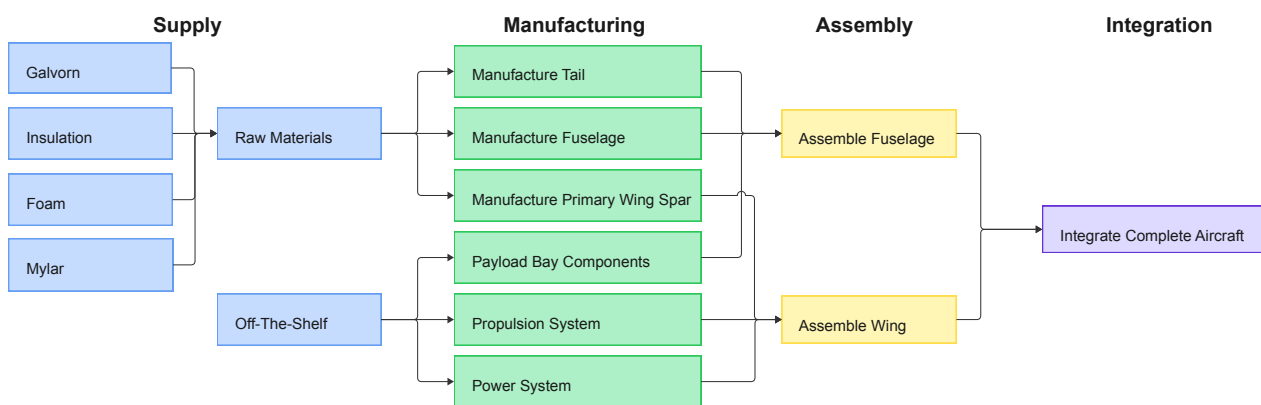 Supply
Manufacturing
Assembly
Integration
Galvorn
Insulation
Foam
Mylar
Raw Materials
Off-The-Shelf
Manufacture Tail
Manufacture Fuselage
Manufacture Primary Wing Spar
Payload Bay Components
Propulsion System
Power System
Assemble Fuselage
Assemble Wing
Integrate Complete Aircraft